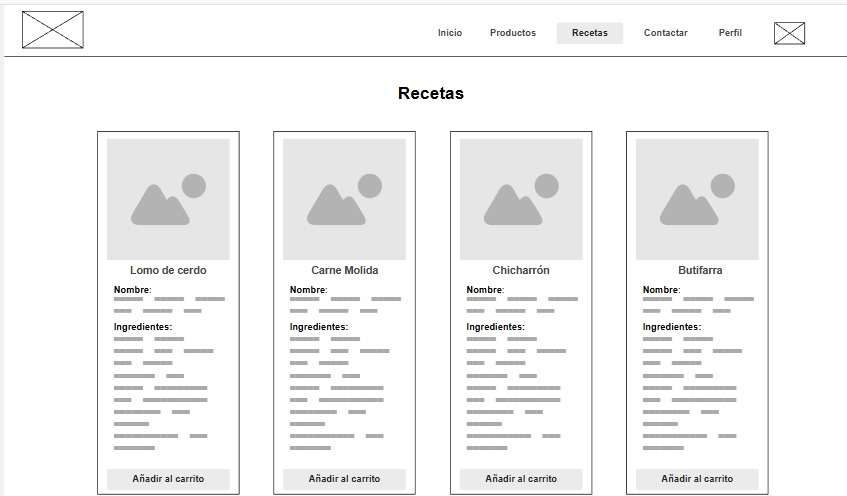 Inicio Productos Recetas Contactar Perfil
Recetas
Lomo de cerdo Carne Molida Chicharrón Butifarra
Nombre: Nombre: Nombre: Nombre:
Ingredientes: Ingredientes: Ingredientes: Ingredientes:
Añadir al carrito Añadir al carrito Añadir al carrito Añadir al carrito